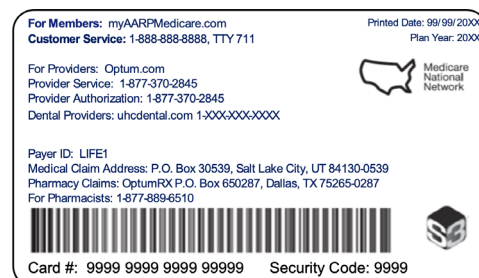 For Members: myAARPMedicare.com
Printed Date: 99/99/20XX
Customer Service: 1-888-888-8888, TTY 711
Plan Year: 20XX
For Providers: Optum.com
Provider Service: 1-877-370-2845
Provider Authorization: 1-877-370-2845
Dental Providers: uhcdental.com 1-XXX-XXX-XXXX
Medicare
National
Network
Payer ID: LIFE1
Medical Claim Address: P.O. Box 30539, Salt Lake City, UT 84130-0539
Pharmacy Claims: OptumRX P.O. Box 650287, Dallas, TX 75265-0287
For Pharmacists: 1-877-889-6510
S3
Card #: 9999 9999 9999 99999 Security Code: 9999